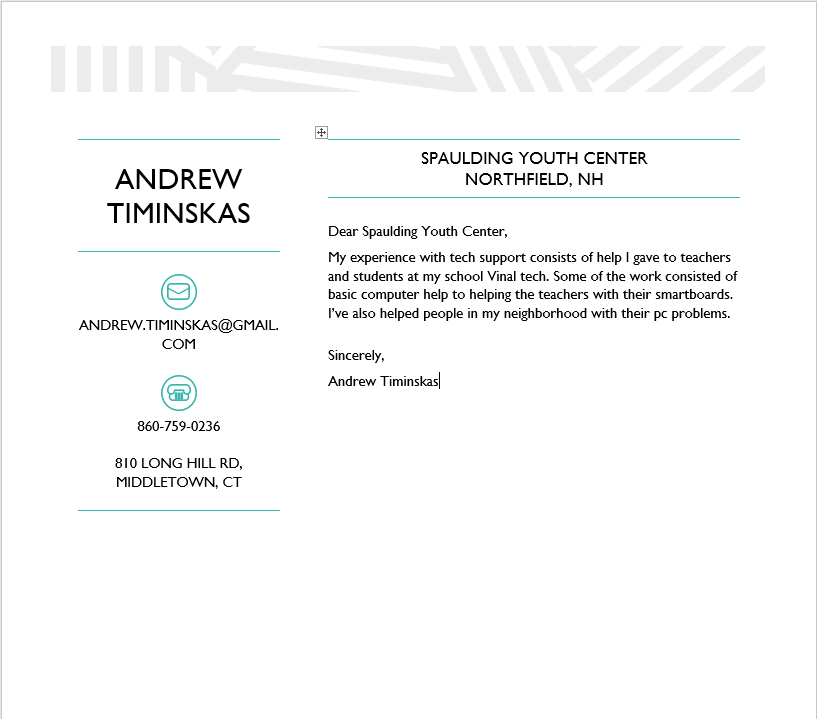 ANDREW
TIMINSKAS
ANDREW.TIMINSKAS@GMAIL.
COM
860-759-0236
810 LONG HILL RD,
MIDDLETOWN, CT
SPAULDING YOUTH CENTER
NORTHFIELD, NH
Dear Spaulding Youth Center,
My experience with tech support consists of help I gave to teachers
and students at my school Vinal tech. Some of the work consisted of
basic computer help to helping the teachers with their smartboards.
I’ve also helped people in my neighborhood with their pc problems.
Sincerely,
Andrew Timinskas